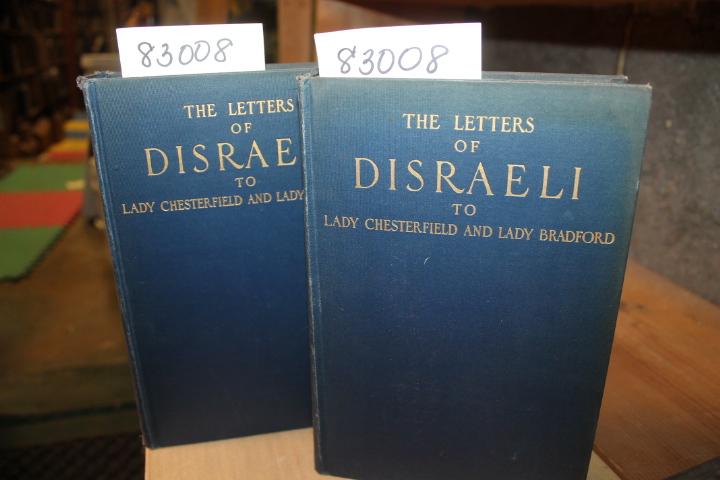 83008
THE LETTERS
OF
DISRAE
TO
LADY CHESTERFIELD AND LADY
83008
THE LETTERS
OF
DISRAELI
TO
LADY CHESTERFIELD AND LADY BRADFORD